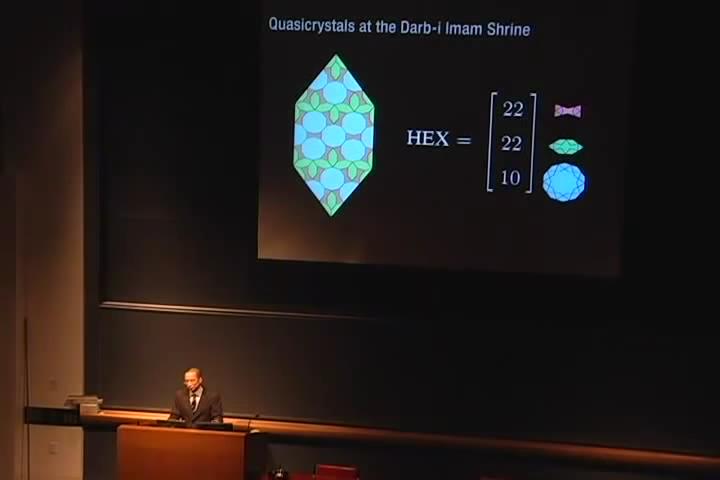 Quasicrystals at the Darb-i Imam Shrine
HEX =
22
22
10